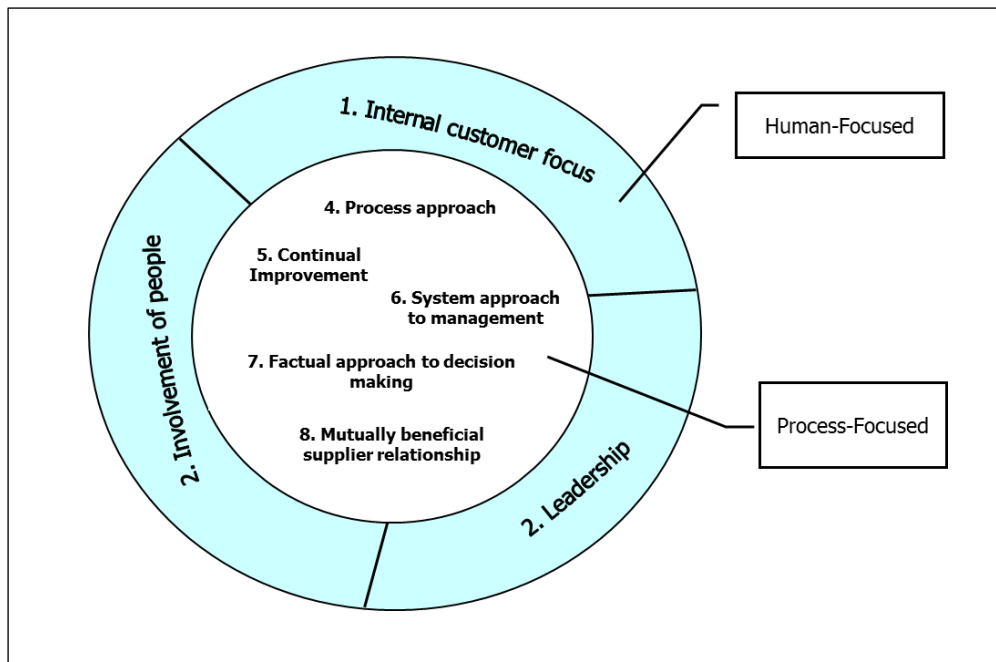 1. Internal customer focus
Human-Focused
4. Process approach
5. Continual
Improvement
6. System approach
to management
2. Involvement of people
7. Factual approach to decision
making
Process-Focused
8. Mutually beneficial
supplier relationship
2. Leadership